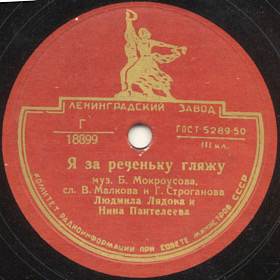 ЛЕНИНГРАДСКИЙ ЗАВОД
Г
18899
ГОСТ 5289-50
III кл.
Я за реченьку гляжу
муз. Б. Мокроусова,
сл. В. Малкова и Г. Строганова
Людмила Лядова и
Нина Пантелеева
КОМИТЕТ РАДИОИНФОРМАЦИИ ПРИ СОВЕТЕ МИНИСТРОВ СССР